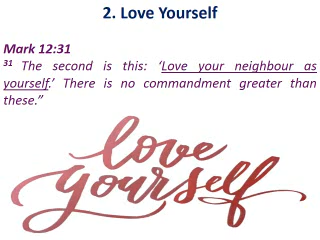 2. Love Yourself
Mark 12:31
31 The second is this: ‘Love your neighbour as
yourself.’ There is no commandment greater than
these.”
love
yourself